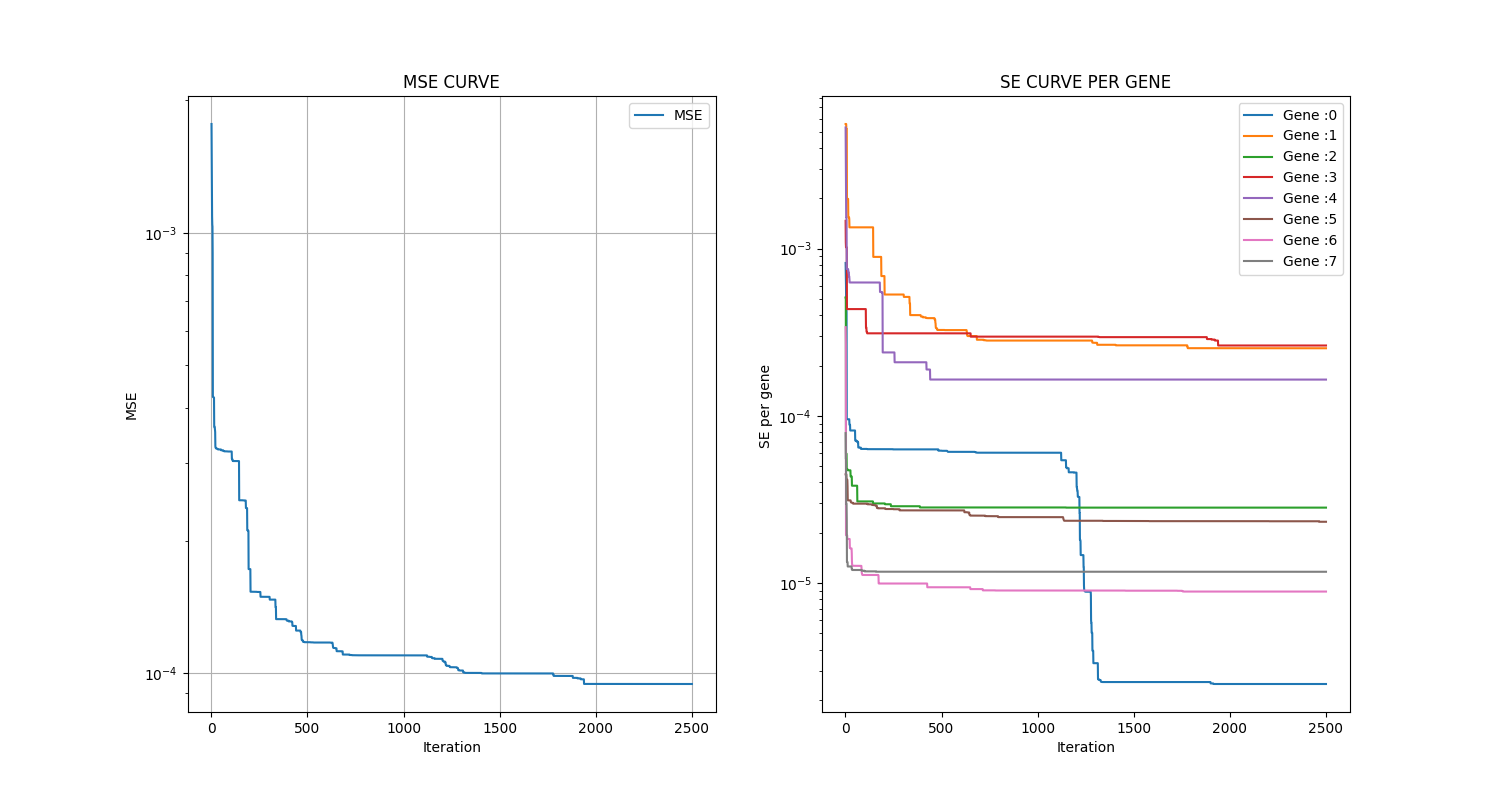 MSE CURVE
MSE
10⁻³
10⁻⁴
MSE
0 500 1000 1500 2000 2500
Iteration
SE CURVE PER GENE
Gene :0
Gene :1
Gene :2
Gene :3
Gene :4
Gene :5
Gene :6
Gene :7
10⁻³
10⁻⁴
10⁻⁵
SE per gene
0 500 1000 1500 2000 2500
Iteration